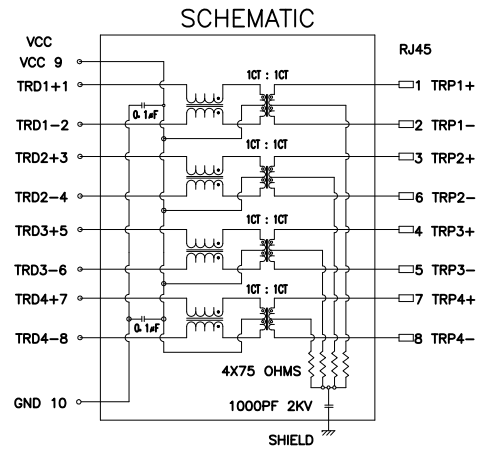 SCHEMATIC
VCC
VCC 9
RJ45
TRD1+1
1CT : 1CT
1 TRP1+
0.1µF
TRD1-2
2 TRP1-
1CT : 1CT
TRD2+3
3 TRP2+
TRD2-4
6 TRP2-
1CT : 1CT
TRD3+5
4 TRP3+
TRD3-6
5 TRP3-
1CT : 1CT
TRD4+7
7 TRP4+
0.1µF
TRD4-8
8 TRP4-
4X75 OHMS
GND 10
1000PF 2KV
SHIELD